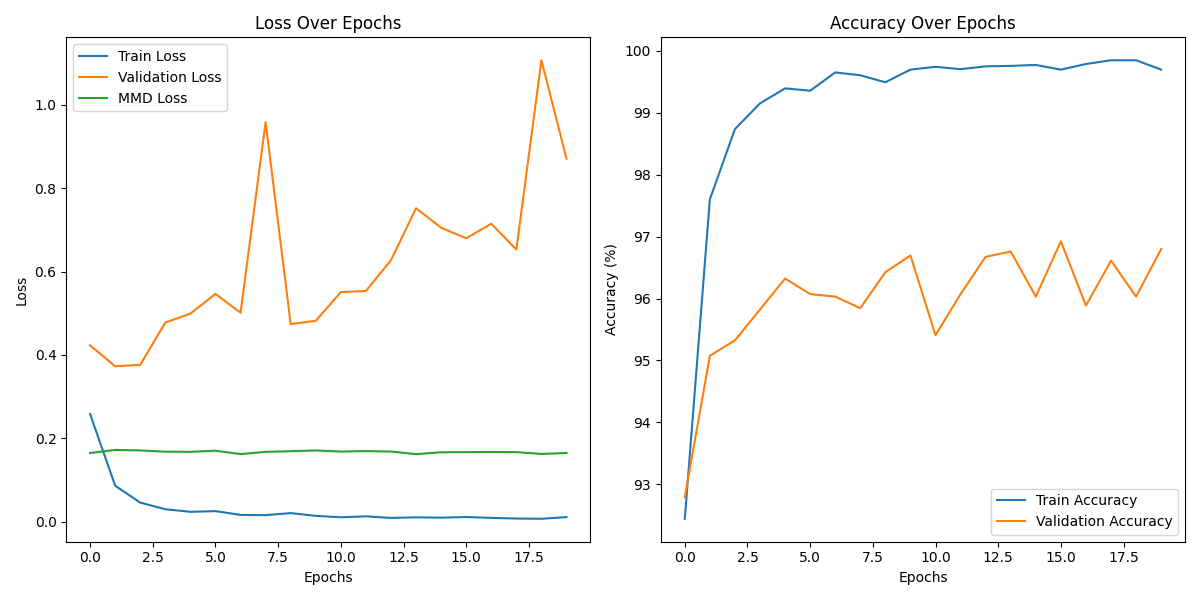 Loss Over Epochs
Train Loss
Validation Loss
MMD Loss
1.0
0.8
0.6
0.4
0.2
0.0
Loss
0.0 2.5 5.0 7.5 10.0 12.5 15.0 17.5
Epochs
Accuracy Over Epochs
100
99
98
97
96
95
94
93
Accuracy (%)
Train Accuracy
Validation Accuracy
0.0 2.5 5.0 7.5 10.0 12.5 15.0 17.5
Epochs